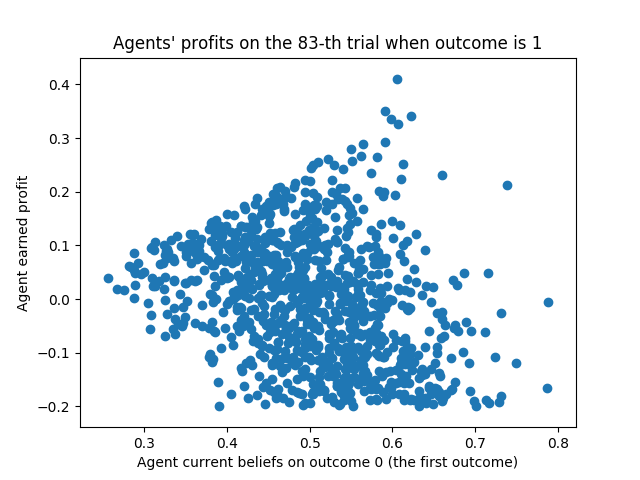 Agents' profits on the 83-th trial when outcome is 1
0.4
0.3
0.2
0.1
0.0
−0.1
−0.2
Agent earned profit
0.3 0.4 0.5 0.6 0.7 0.8
Agent current beliefs on outcome 0 (the first outcome)